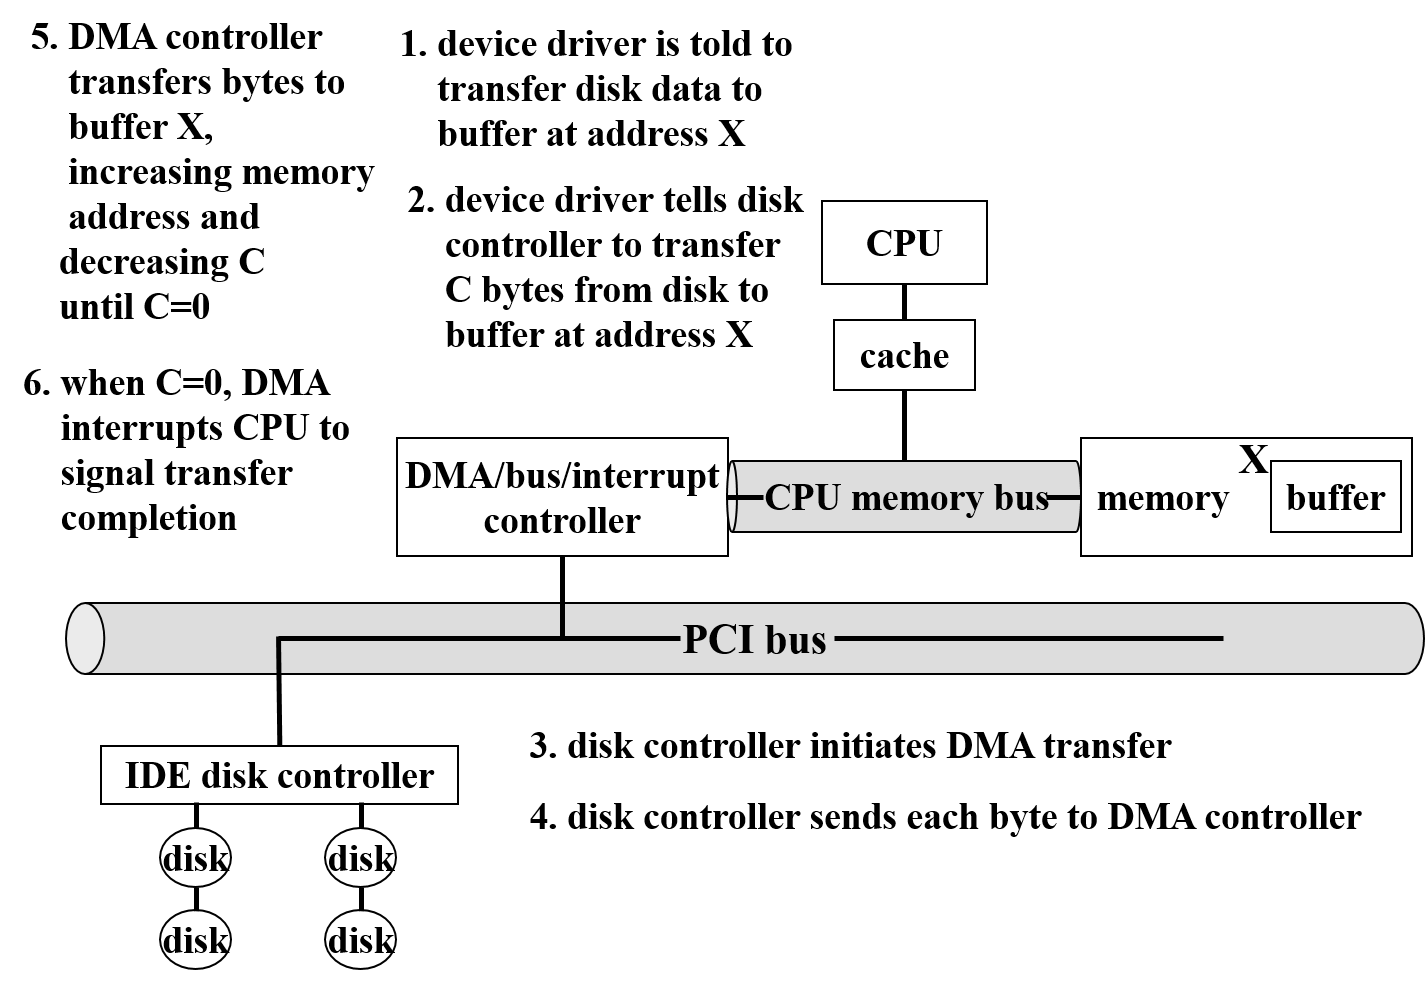 5. DMA controller
transfers bytes to
buffer X,
increasing memory
address and
decreasing C
until C=0
6. when C=0, DMA
interrupts CPU to
signal transfer
completion
1. device driver is told to
transfer disk data to
buffer at address X
2. device driver tells disk
controller to transfer
C bytes from disk to
buffer at address X
CPU
cache
DMA/bus/interrupt
controller
CPU memory bus
memory
X
buffer
PCI bus
IDE disk controller
disk
disk
disk
disk
3. disk controller initiates DMA transfer
4. disk controller sends each byte to DMA controller